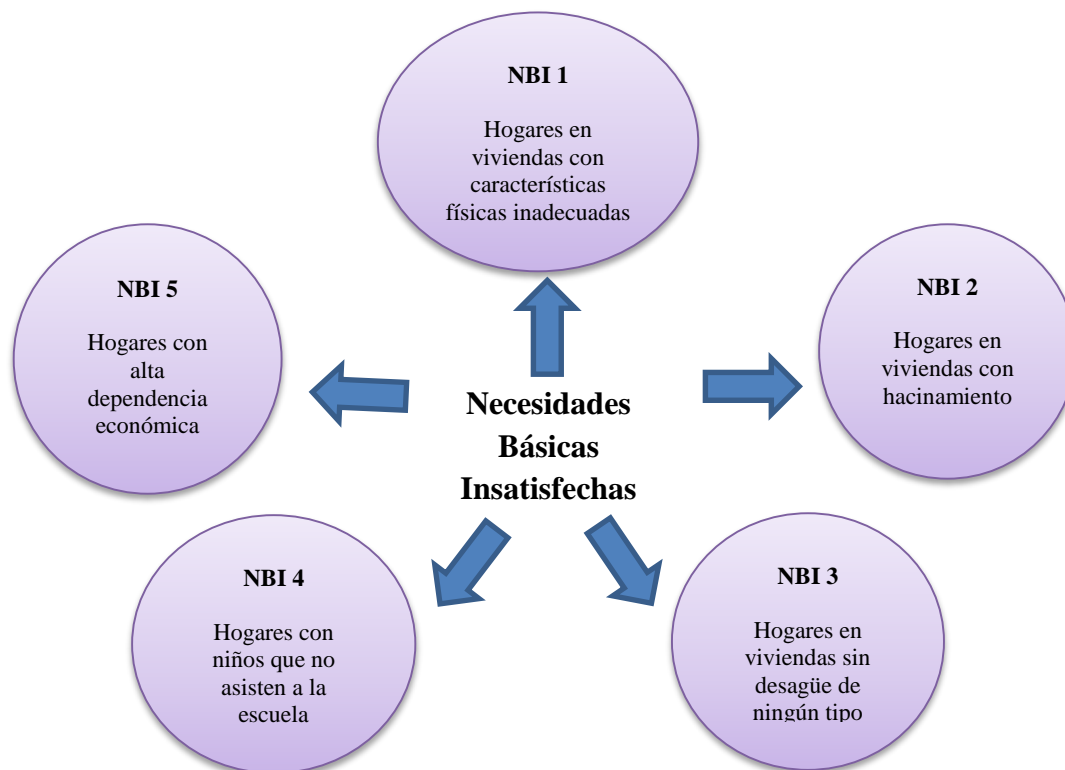 NBI 1
Hogares en
viviendas con
características
físicas inadecuadas
NBI 5
Hogares con
alta
dependencia
económica
NBI 2
Hogares en
viviendas con
hacinamiento
Necesidades
Básicas
Insatisfechas
NBI 4
Hogares con
niños que no
asisten a la
escuela
NBI 3
Hogares en
viviendas sin
desagüe de
ningún tipo